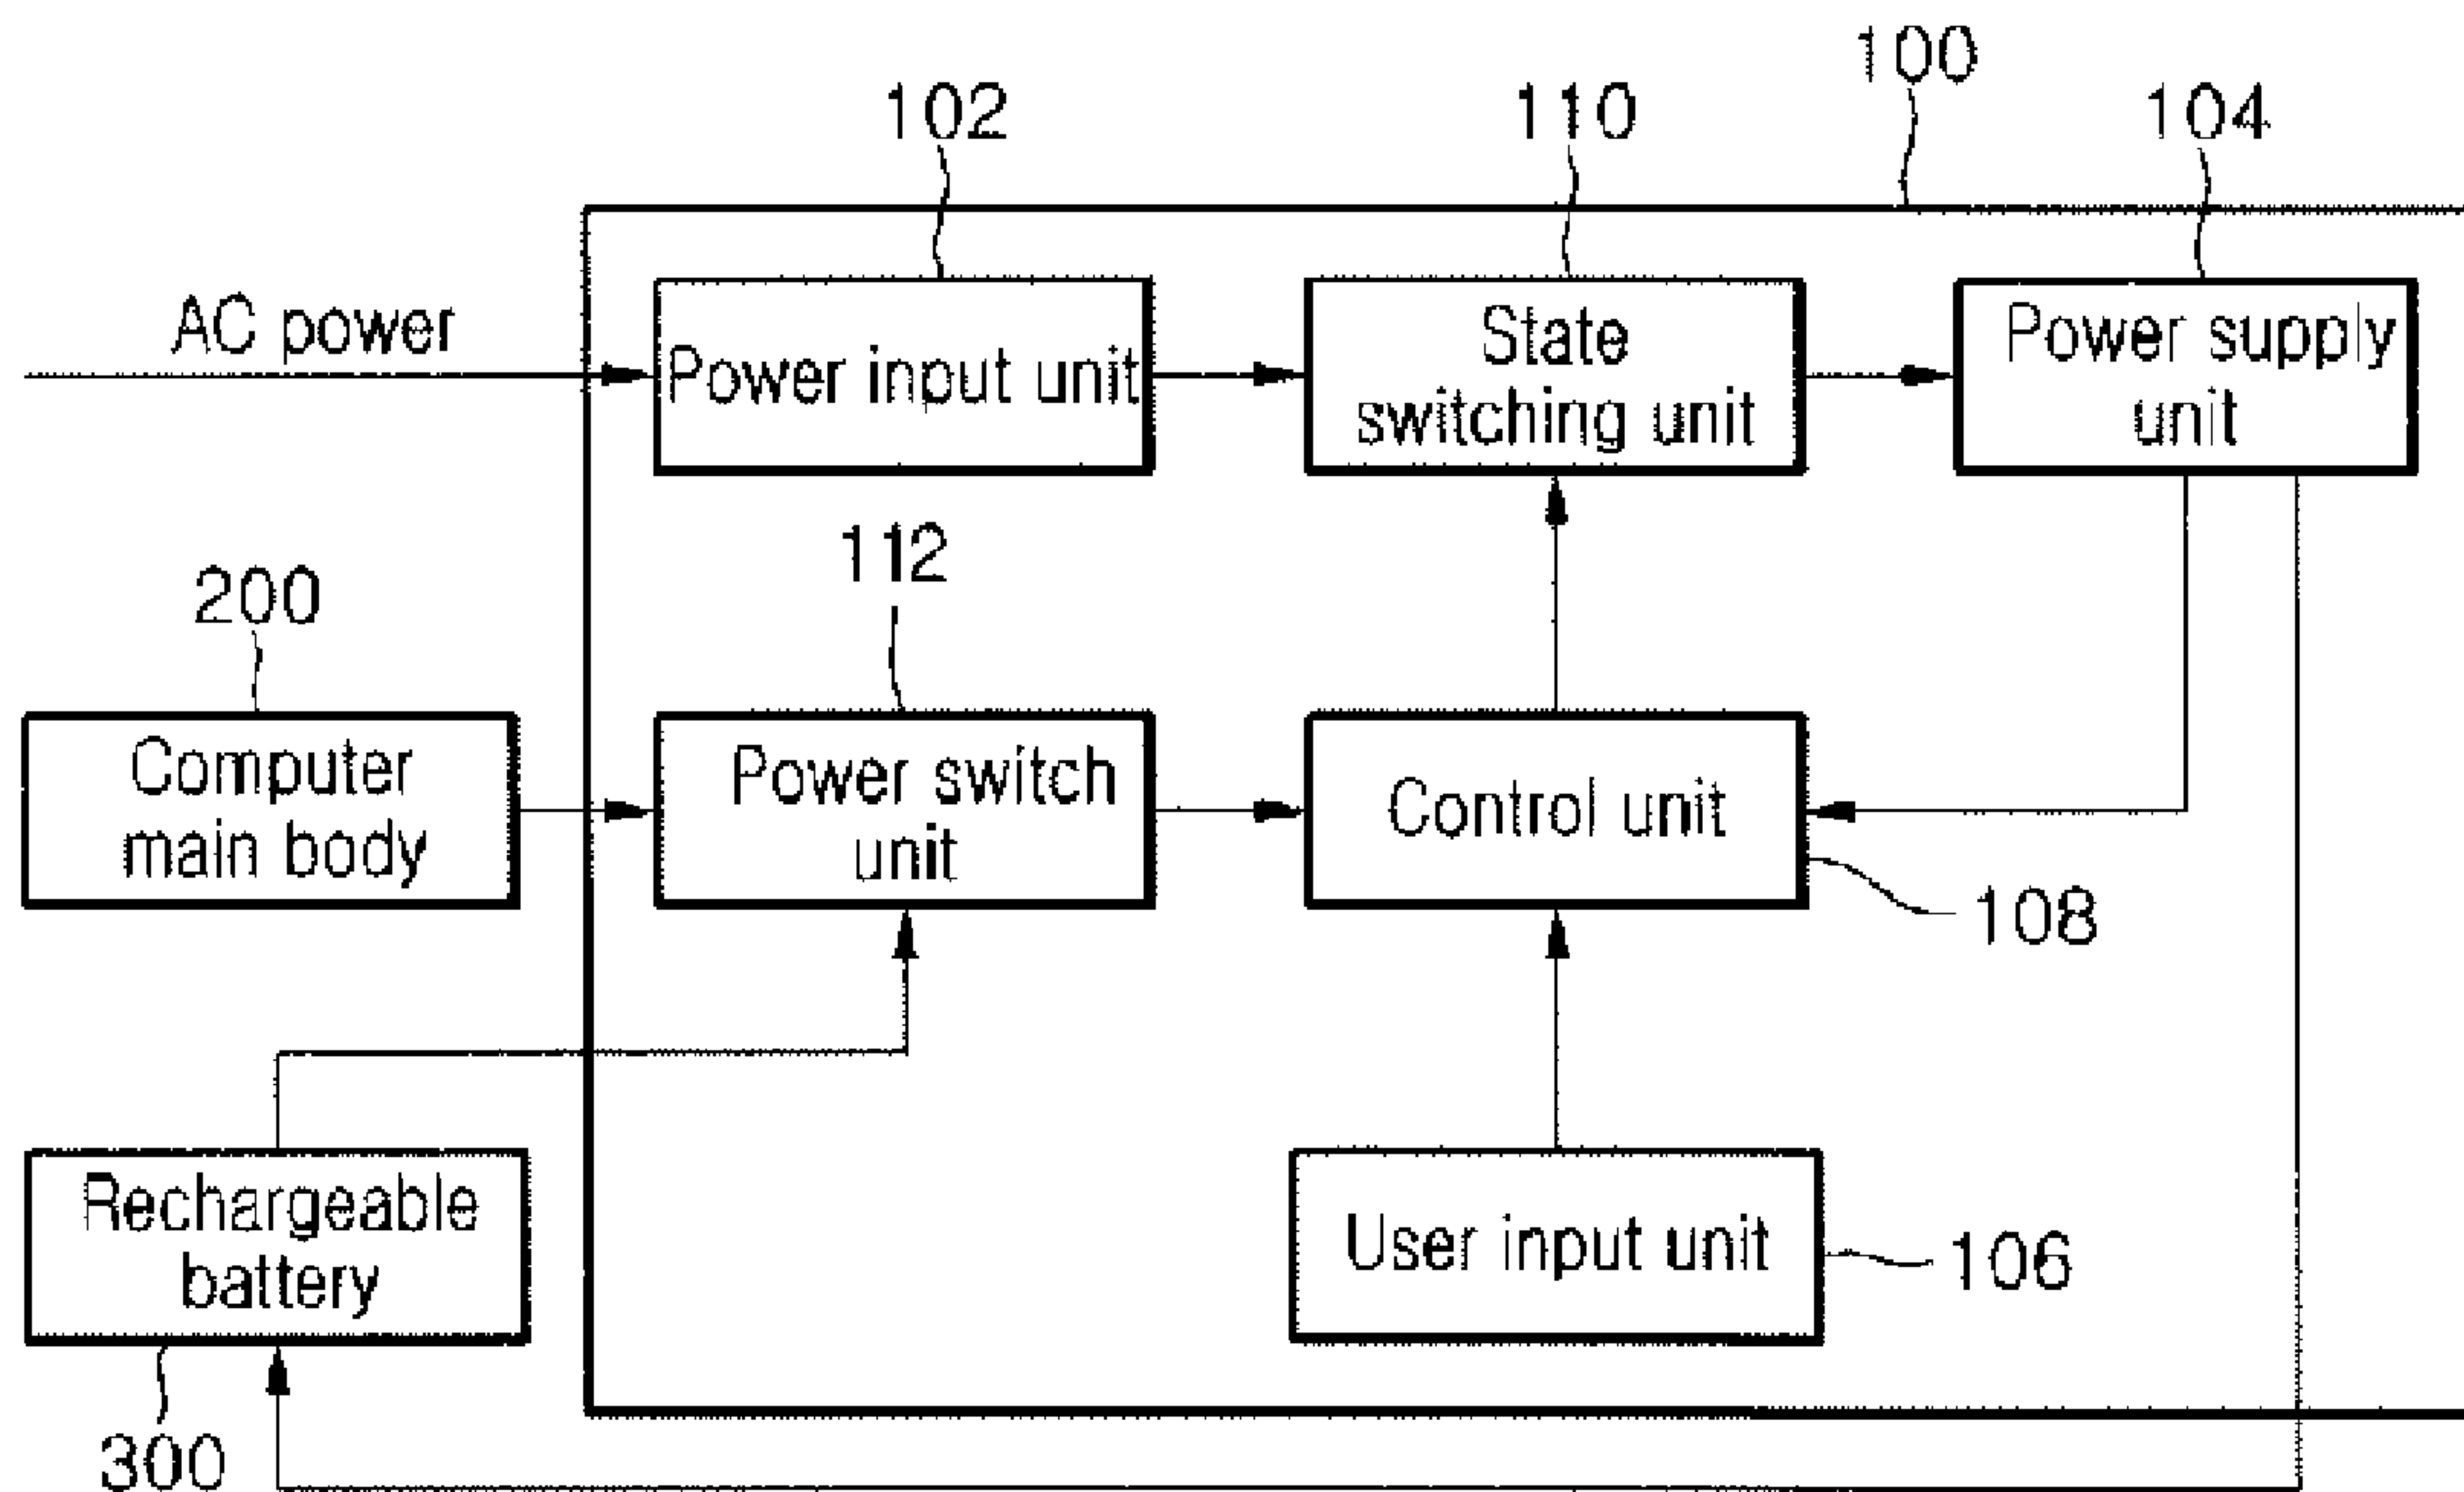 100
102
110
104
AC power
Power input unit
State
switching unit
Power supply
unit
112
200
Computer
main body
Power switch
unit
Control unit
108
Rechargeable
battery
User input unit
106
300